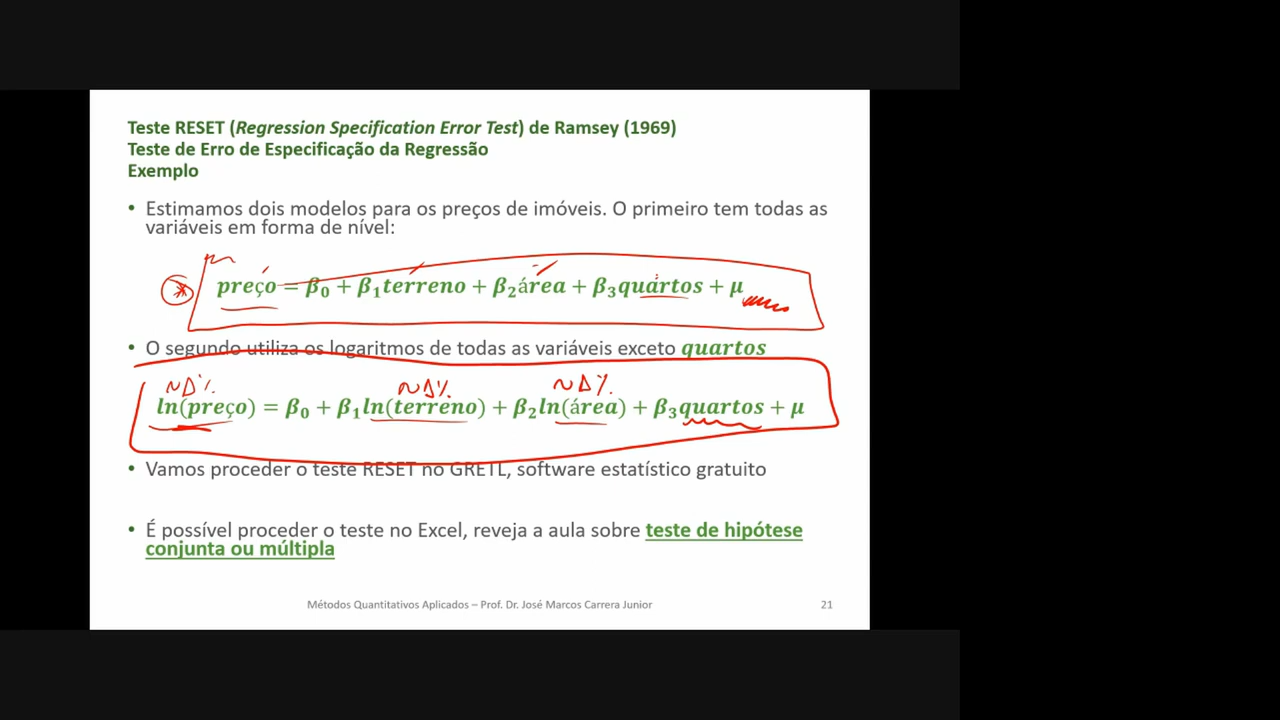 Teste RESET (Regression Specification Error Test) de Ramsey (1969)
Teste de Erro de Especificação da Regressão
Exemplo
• Estimamos dois modelos para os preços de imóveis. O primeiro tem todas as
variáveis em forma de nível:
preço = β₀ + β₁terreno + β₂área + β₃quartos + μ
• O segundo utiliza os logaritmos de todas as variáveis exceto quartos
~Δ% ~Δ% ~Δ%
ln(preço) = β₀ + β₁ln(terreno) + β₂ln(área) + β₃quartos + μ
• Vamos proceder o teste RESET no GRETL, software estatístico gratuito
• É possível proceder o teste no Excel, reveja a aula sobre teste de hipótese
conjunta ou múltipla
Métodos Quantitativos Aplicados – Prof. Dr. José Marcos Carrera Junior 21